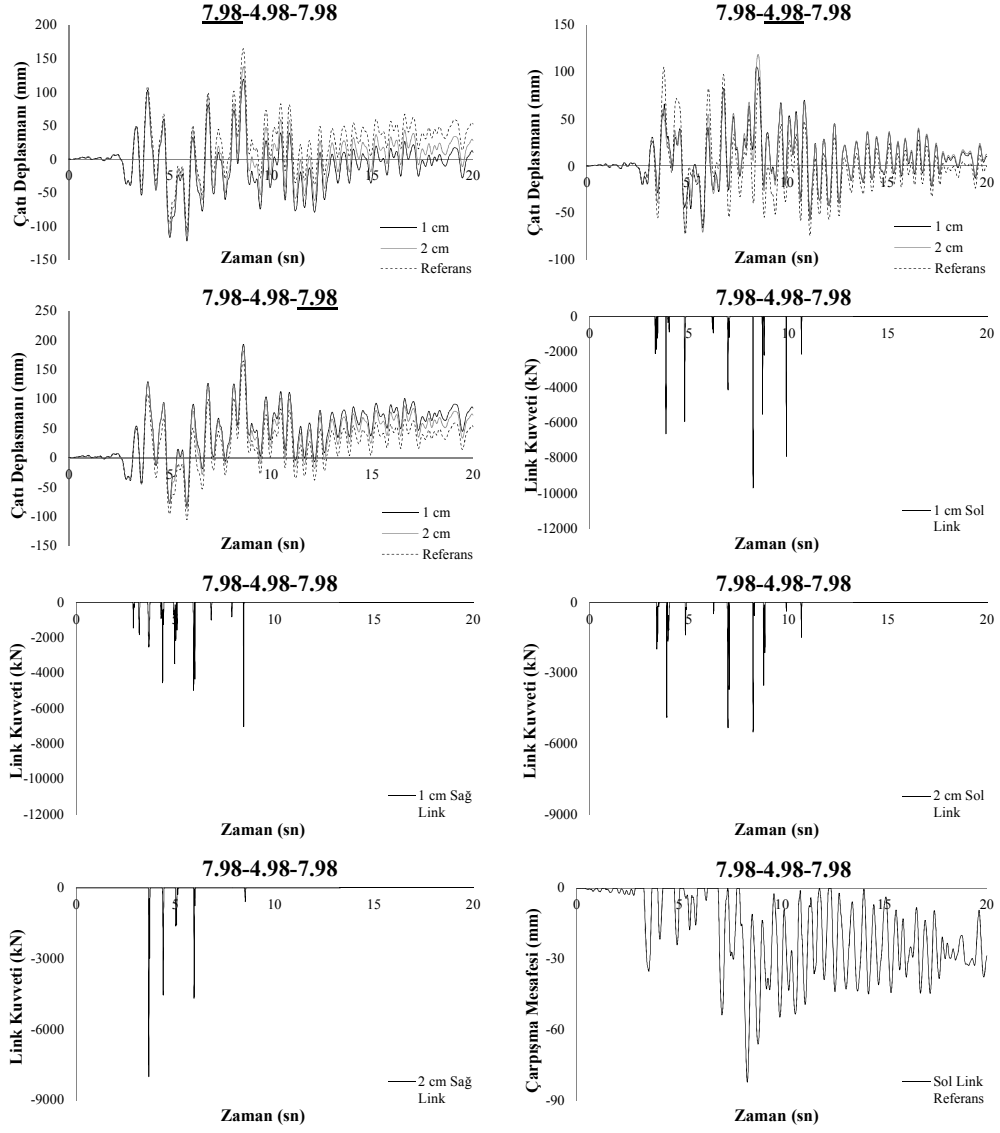 7.98-4.98-7.98
200
150
100
50
0
-50
-100
-150
0
5
10
15
20
Çatı Deplasmanı (mm)
Zaman (sn)
1 cm
2 cm
Referans
7.98-4.98-7.98
150
100
50
0
-50
-100
0
5
10
15
20
Çatı Deplasmanı (mm)
Zaman (sn)
1 cm
2 cm
Referans
7.98-4.98-7.98
250
200
150
100
50
0
-50
-100
-150
0
5
10
15
20
Çatı Deplasmanı (mm)
Zaman (sn)
1 cm
2 cm
Referans
7.98-4.98-7.98
0
-2000
-4000
-6000
-8000
-10000
-12000
0
5
10
15
20
Link Kuvveti (kN)
Zaman (sn)
1 cm Sol
Link
7.98-4.98-7.98
0
-2000
-4000
-6000
-8000
-10000
-12000
0
5
10
15
20
Link Kuvveti (kN)
Zaman (sn)
1 cm Sağ
Link
7.98-4.98-7.98
0
-3000
-6000
-9000
0
5
10
15
20
Link Kuvveti (kN)
Zaman (sn)
2 cm Sol
Link
7.98-4.98-7.98
0
-3000
-6000
-9000
0
5
10
15
20
Link Kuvveti (kN)
Zaman (sn)
2 cm Sağ
Link
7.98-4.98-7.98
0
-30
-60
-90
0
5
10
15
20
Çarpışma Mesafesi (mm)
Zaman (sn)
Sol Link
Referans